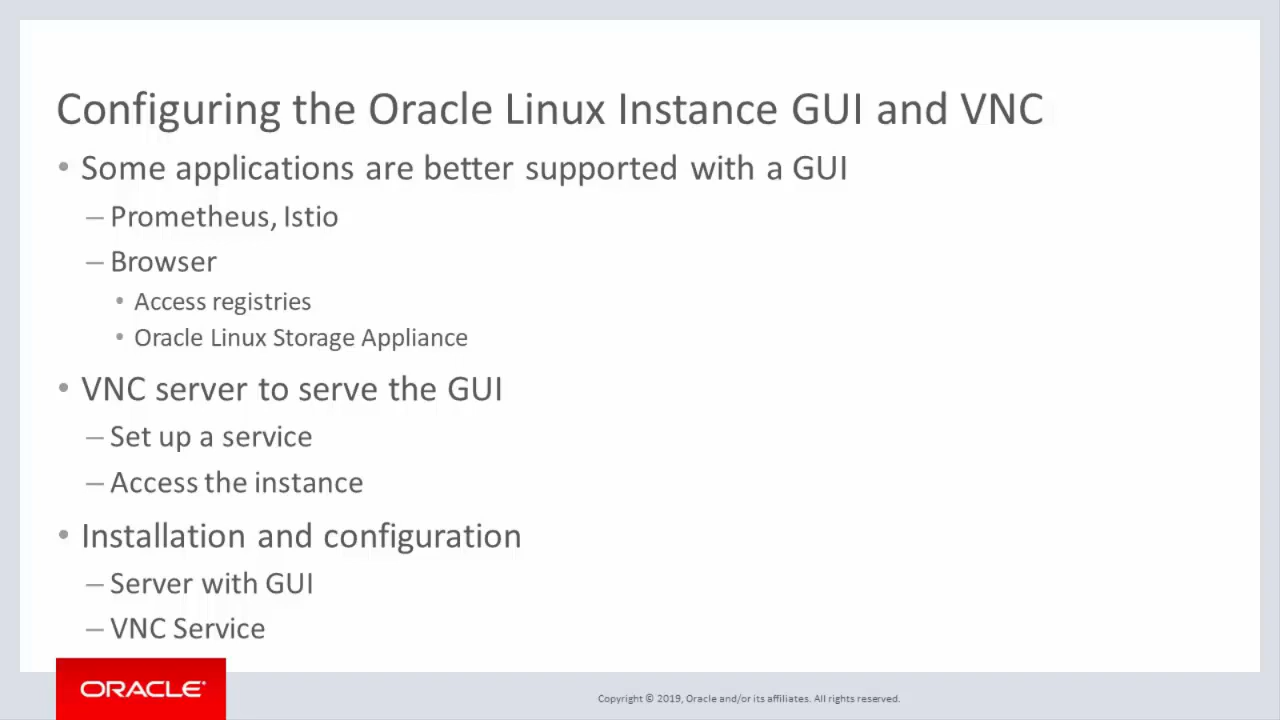 Configuring the Oracle Linux Instance GUI and VNC
• Some applications are better supported with a GUI
– Prometheus, Istio
– Browser
• Access registries
• Oracle Linux Storage Appliance
• VNC server to serve the GUI
– Set up a service
– Access the instance
• Installation and configuration
– Server with GUI
– VNC Service
ORACLE®
Copyright © 2019, Oracle and/or its affiliates. All rights reserved.